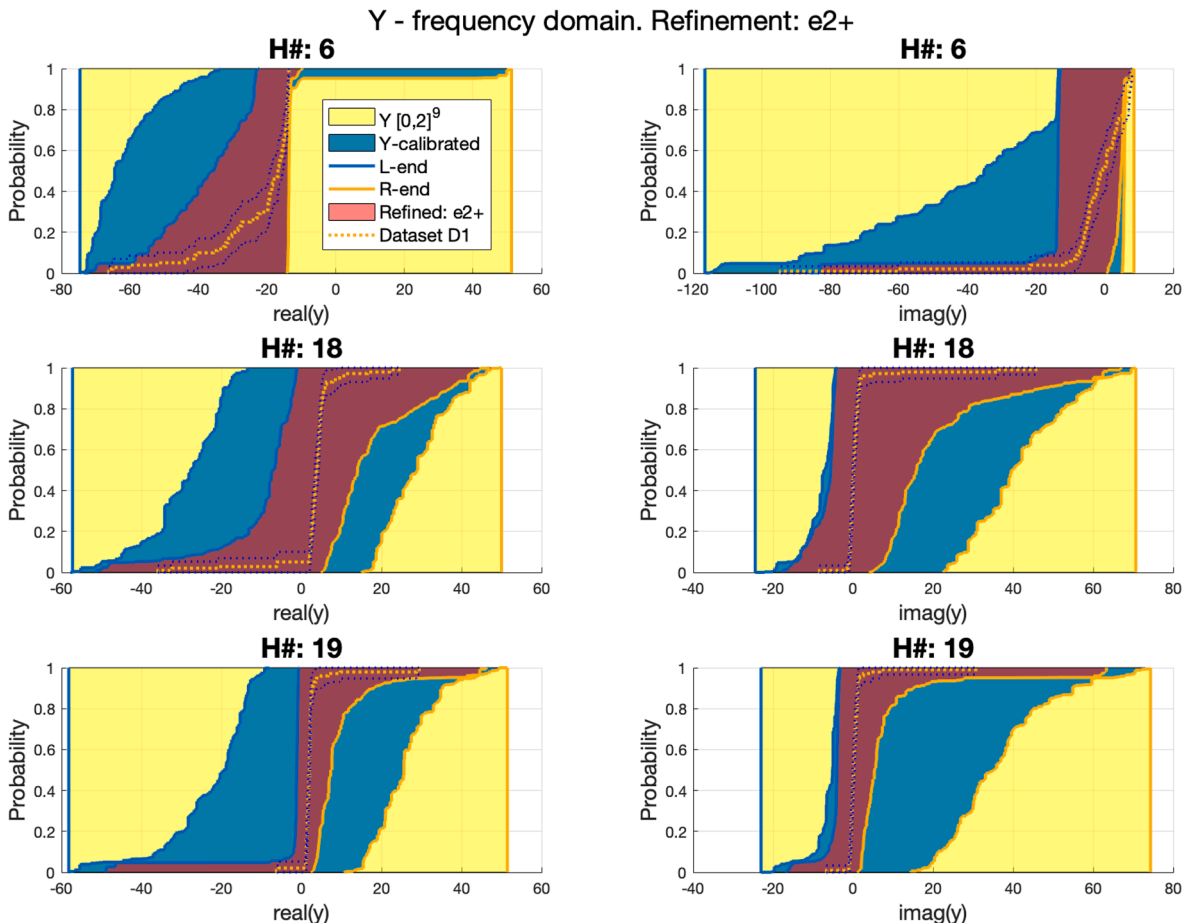 Y - frequency domain. Refinement: e2+
H#: 6
Probability
1
0.8
0.6
0.4
0.2
0
-80 -60 -40 -20 0 20 40 60
real(y)
Y [0,2]^9
Y-calibrated
L-end
R-end
Refined: e2+
Dataset D1
H#: 6
Probability
1
0.8
0.6
0.4
0.2
0
-120 -100 -80 -60 -40 -20 0 20
imag(y)
H#: 18
Probability
1
0.8
0.6
0.4
0.2
0
-60 -40 -20 0 20 40 60
real(y)
H#: 18
Probability
1
0.8
0.6
0.4
0.2
0
-40 -20 0 20 40 60 80
imag(y)
H#: 19
Probability
1
0.8
0.6
0.4
0.2
0
-60 -40 -20 0 20 40 60
real(y)
H#: 19
Probability
1
0.8
0.6
0.4
0.2
0
-40 -20 0 20 40 60 80
imag(y)